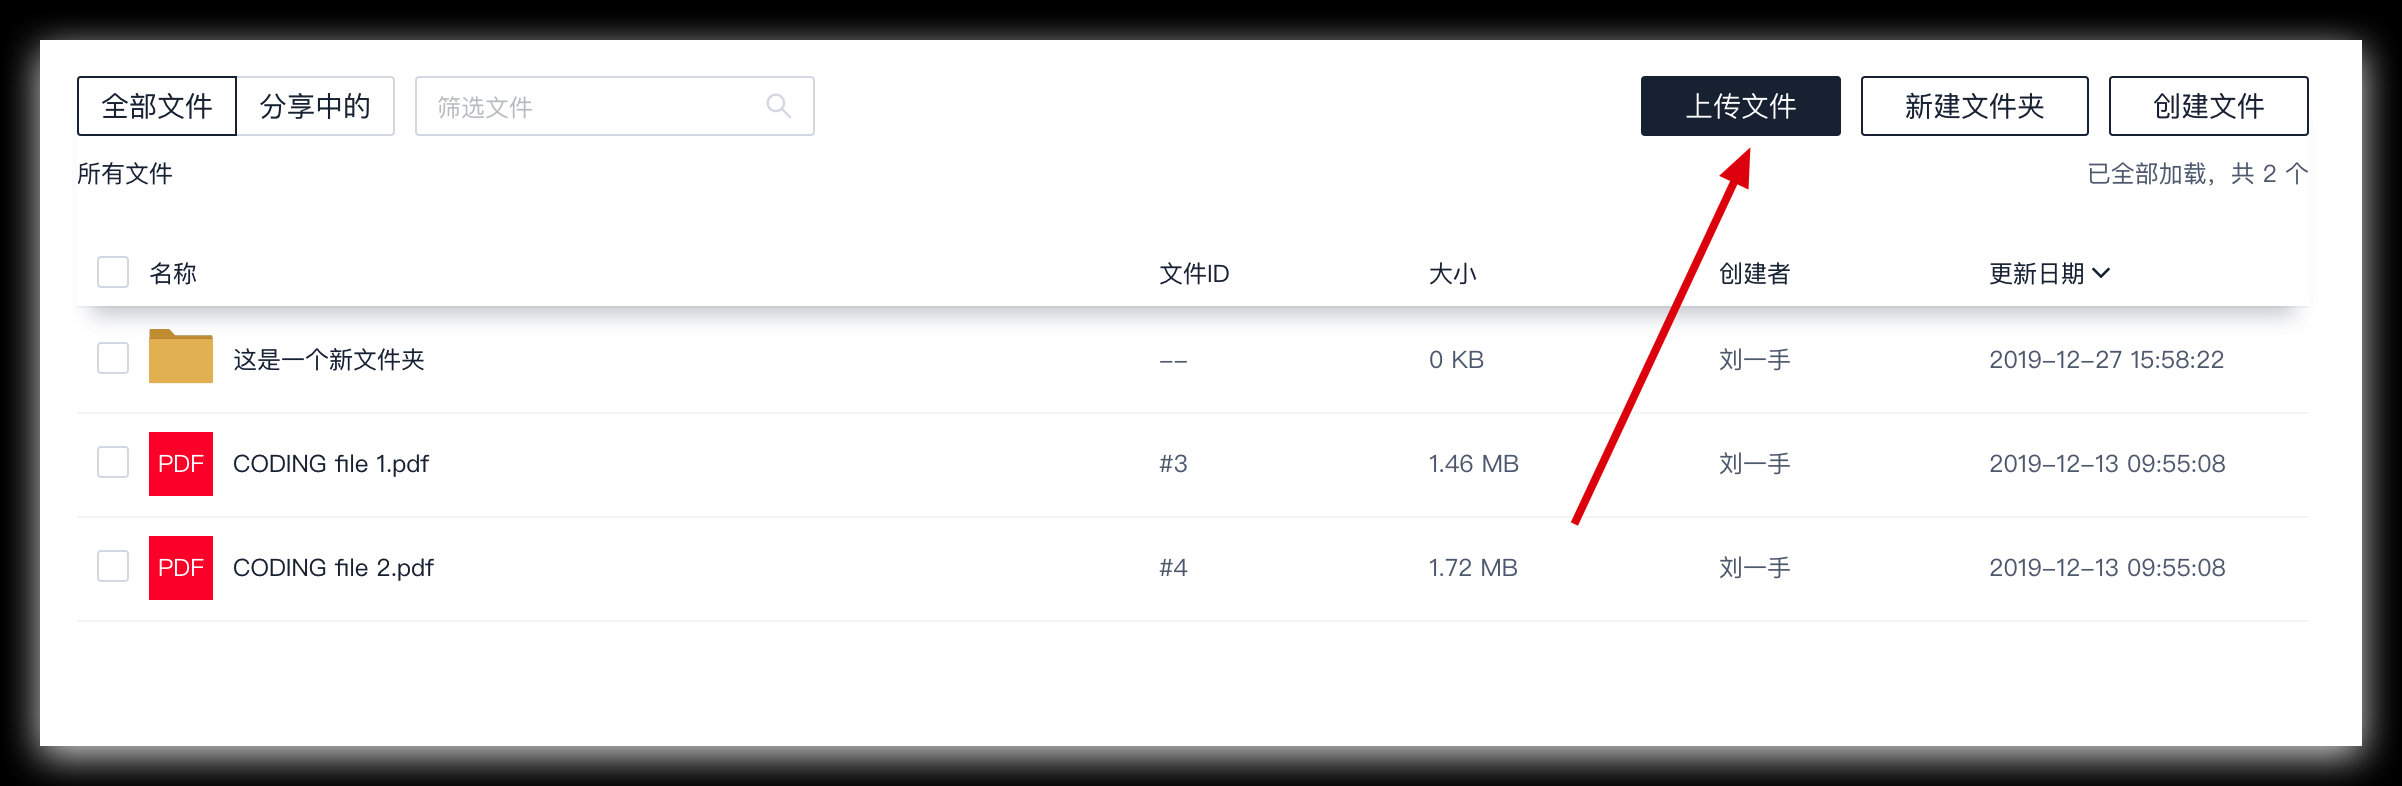 全部文件 分享中的 筛选文件 上传文件 新建文件夹 创建文件
所有文件 已全部加载，共 2 个
名称 文件ID 大小 创建者 更新日期
这是一个新文件夹 -- 0 KB 刘一手 2019-12-27 15:58:22
PDF CODING file 1.pdf #3 1.46 MB 刘一手 2019-12-13 09:55:08
PDF CODING file 2.pdf #4 1.72 MB 刘一手 2019-12-13 09:55:08